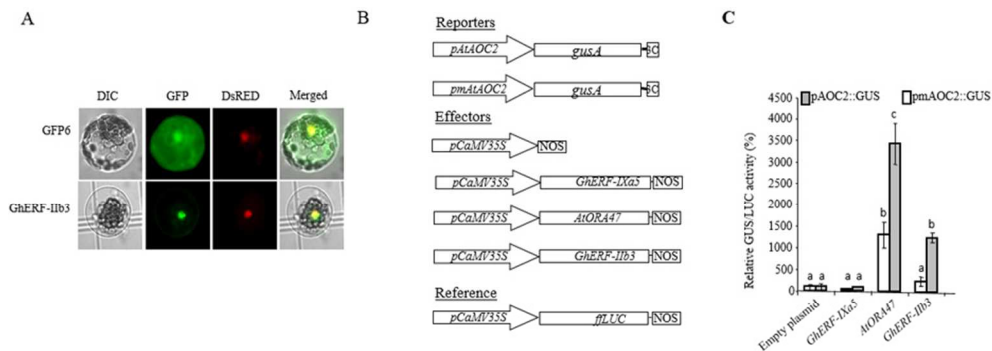 A
DIC GFP DsRED Merged
GFP6
GhERF-IIb3
B
Reporters
pAtAOC2 gusA
pmAtAOC2 gusA
Effectors
pCaMV35S NOS
pCaMV35S GhERF-IXa5 NOS
pCaMV35S AtORA47 NOS
pCaMV35S GhERF-IIb3 NOS
Reference
pCaMV35S ffLUC NOS
C
pAOC2::GUS pmAOC2::GUS
Relative GUS/LUC activity (%)
4500
4000
3500
3000
2500
2000
1500
1000
500
0
a a a a b c a b
Empty plasmid
GhERF-IXa5
AtORA47
GhERF-IIb3